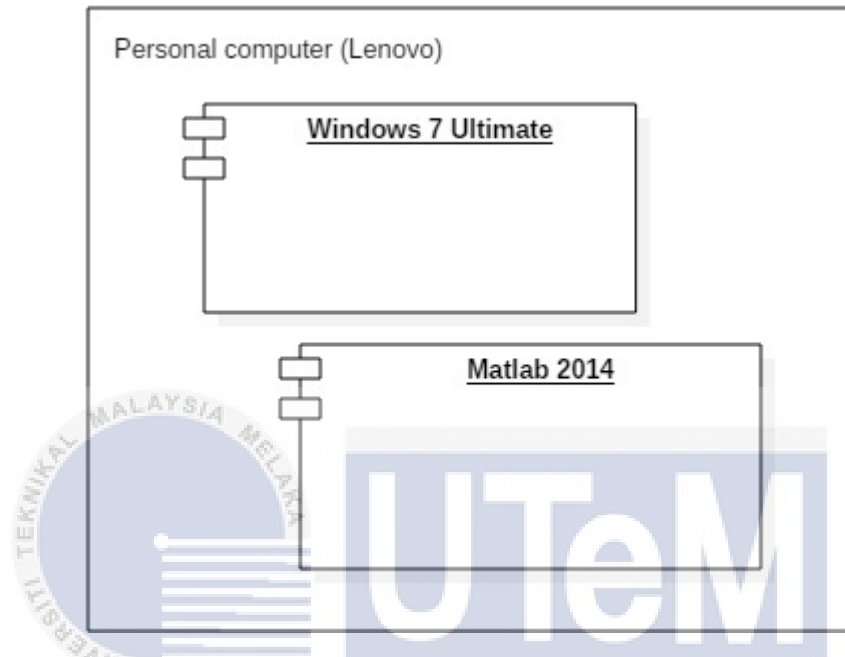 Personal computer (Lenovo)
Windows 7 Ultimate
Matlab 2014
TEKNIKAL MALAYSIA MELAKA
UTeM